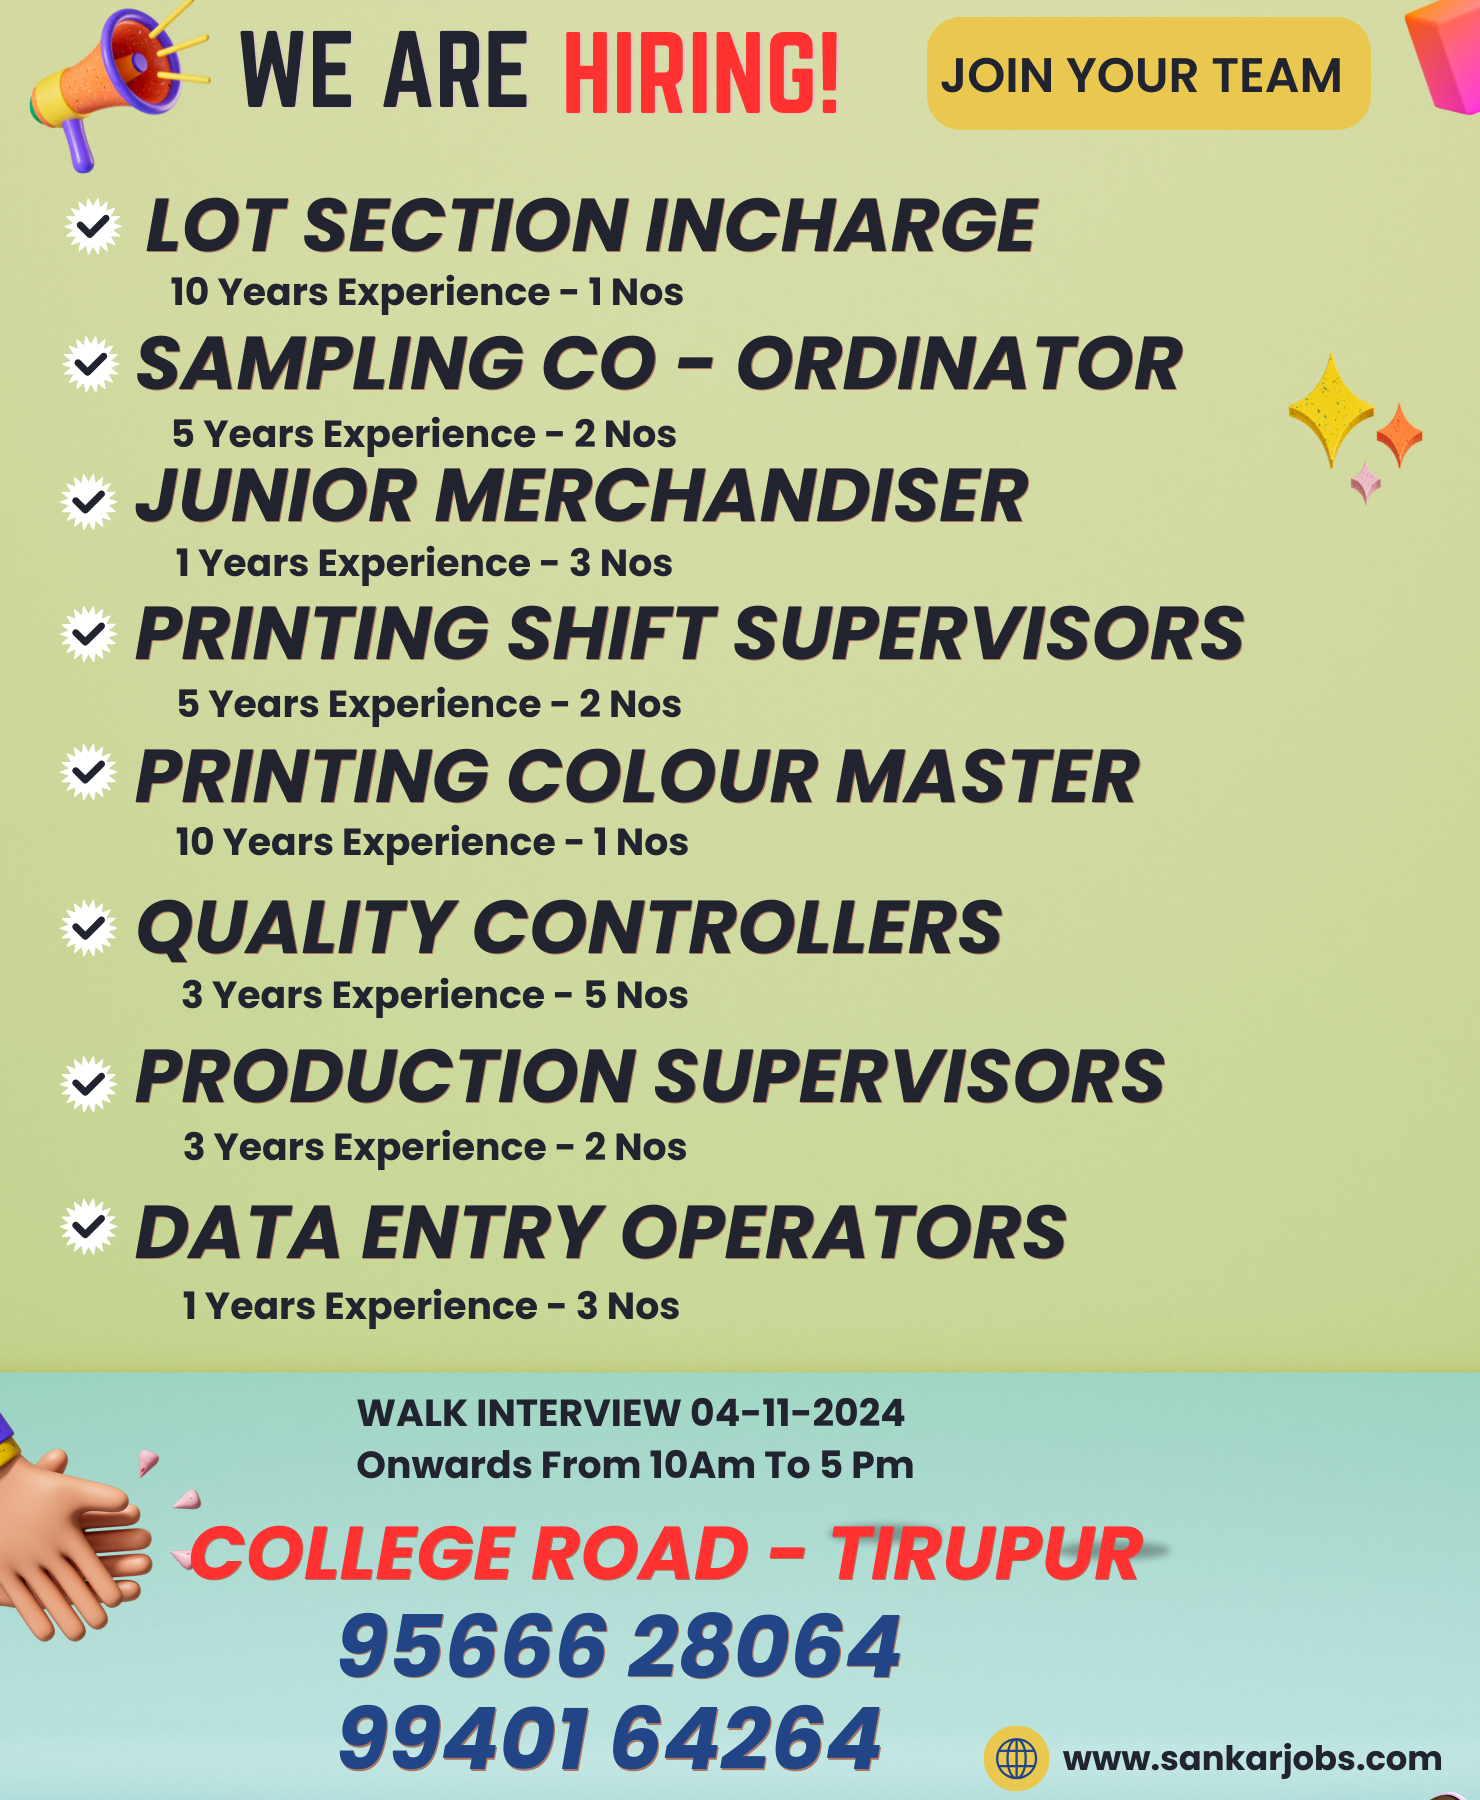 WE ARE HIRING!
JOIN YOUR TEAM
LOT SECTION INCHARGE
10 Years Experience - 1 Nos
SAMPLING CO - ORDINATOR
5 Years Experience - 2 Nos
JUNIOR MERCHANDISER
1 Years Experience - 3 Nos
PRINTING SHIFT SUPERVISORS
5 Years Experience - 2 Nos
PRINTING COLOUR MASTER
10 Years Experience - 1 Nos
QUALITY CONTROLLERS
3 Years Experience - 5 Nos
PRODUCTION SUPERVISORS
3 Years Experience - 2 Nos
DATA ENTRY OPERATORS
1 Years Experience - 3 Nos
WALK INTERVIEW 04-11-2024
Onwards From 10Am To 5 Pm
COLLEGE ROAD - TIRUPUR
95666 28064
99401 64264
www.sankarjobs.com